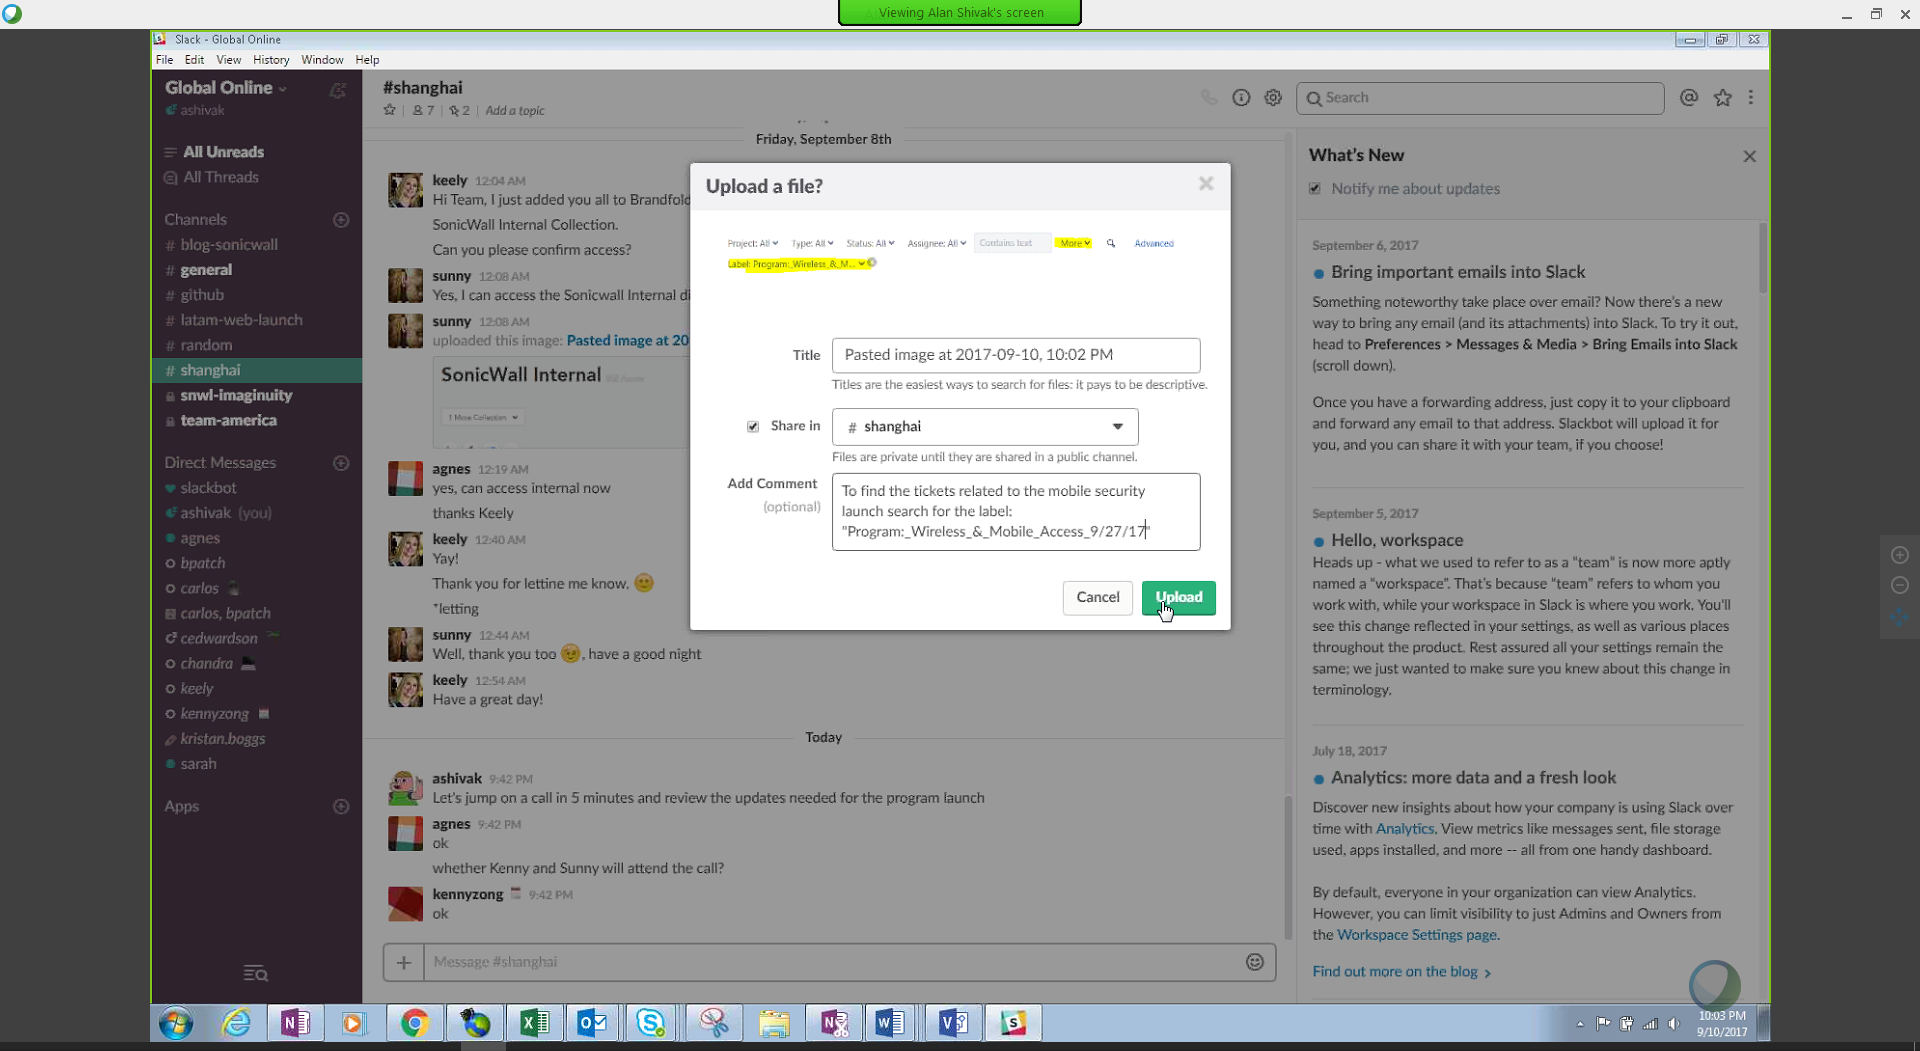 Viewing Alan Shivak's screen
Slack - Global Online
File Edit View History Window Help
Global Online
ashivak
All Unreads
All Threads
Channels
# blog-sonicwall
# general
# github
# latam-web-launch
# random
# shanghai
snwl-imaginuity
team-america
Direct Messages
slackbot
ashivak (you)
agnes
bpatch
carlos
carlos, bpatch
cedwardson
chandra
keely
kennyzong
kristan.boggs
sarah
Apps
#shanghai
7 | 2 | Add a topic
Search
Friday, September 8th
keely 12:04 AM
Hi Team, I just added you all to Brandfold
SonicWall Internal Collection.
Can you please confirm access?
sunny 12:08 AM
Yes, I can access the Sonicwall Internal di
sunny 12:08 AM
uploaded this image: Pasted image at 20
SonicWall Internal
1 More Collection
agnes 12:19 AM
yes, can access internal now
thanks Keely
keely 12:40 AM
Yay!
Thank you for lettine me know.
*letting
sunny 12:44 AM
Well, thank you too , have a good night
keely 12:54 AM
Have a great day!
Today
ashivak 9:42 PM
Let's jump on a call in 5 minutes and review the updates needed for the program launch
agnes 9:42 PM
ok
whether Kenny and Sunny will attend the call?
kennyzong 9:42 PM
ok
Message #shanghai
Upload a file?
Project: All Type: All Status: All Assignee: All Contains text More Advanced
Label: Program:_Wireless_&_M...
Title
Pasted image at 2017-09-10, 10:02 PM
Titles are the easiest ways to search for files: it pays to be descriptive.
Share in # shanghai
Files are private until they are shared in a public channel.
Add Comment
(optional)
To find the tickets related to the mobile security
launch search for the label:
"Program:_Wireless_&_Mobile_Access_9/27/17"
Cancel Upload
What's New
Notify me about updates
September 6, 2017
Bring important emails into Slack
Something noteworthy take place over email? Now there's a new
way to bring any email (and its attachments) into Slack. To try it out,
head to Preferences > Messages & Media > Bring Emails into Slack
(scroll down).
Once you have a forwarding address, just copy it to your clipboard
and forward any email to that address. Slackbot will upload it for
you, and you can share it with your team, if you choose!
September 5, 2017
Hello, workspace
Heads up - what we used to refer to as a "team" is now more aptly
named a "workspace". That's because "team" refers to whom you
work with, while your workspace in Slack is where you work. You'll
see this change reflected in your settings, as well as various places
throughout the product. Rest assured all your settings remain the
same; we just wanted to make sure you knew about this change in
terminology.
July 18, 2017
Analytics: more data and a fresh look
Discover new insights about how your company is using Slack over
time with Analytics. View metrics like messages sent, file storage
used, apps installed, and more -- all from one handy dashboard.
By default, everyone in your organization can view Analytics.
However, you can limit visibility to just Admins and Owners from
the Workspace Settings page.
Find out more on the blog >
10:03 PM
9/10/2017